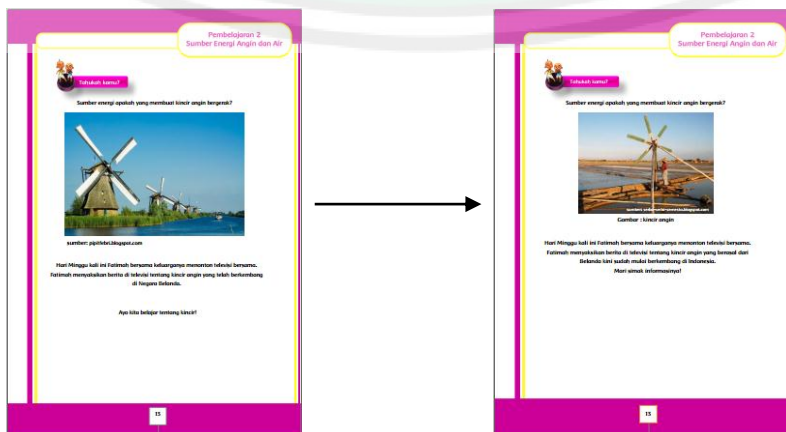 Pembelajaran 2
Sumber Energi Angin dan Air
Tahukah kamu?
Sumber energi apakah yang membuat kincir angin bergerak?
sumber: pipitfebri.blogspot.com
Hari Minggu kali ini Fatimah bersama keluarganya menonton televisi bersama.
Fatimah menyaksikan berita di televisi tentang kincir angin yang telah berkembang
di Negara Belanda.
Ayo kita belajar tentang kincir!
15
Pembelajaran 2
Sumber Energi Angin dan Air
Tahukah kamu?
Sumber energi apakah yang membuat kincir angin bergerak?
Gambar : kincir angin
Hari Minggu kali ini Fatimah bersama keluarganya menonton televisi bersama.
Fatimah menyaksikan berita di televisi tentang kincir angin yang berasal dari
Belanda kini sudah mulai berkembang di Indonesia.
Mari simak informasinya!
15